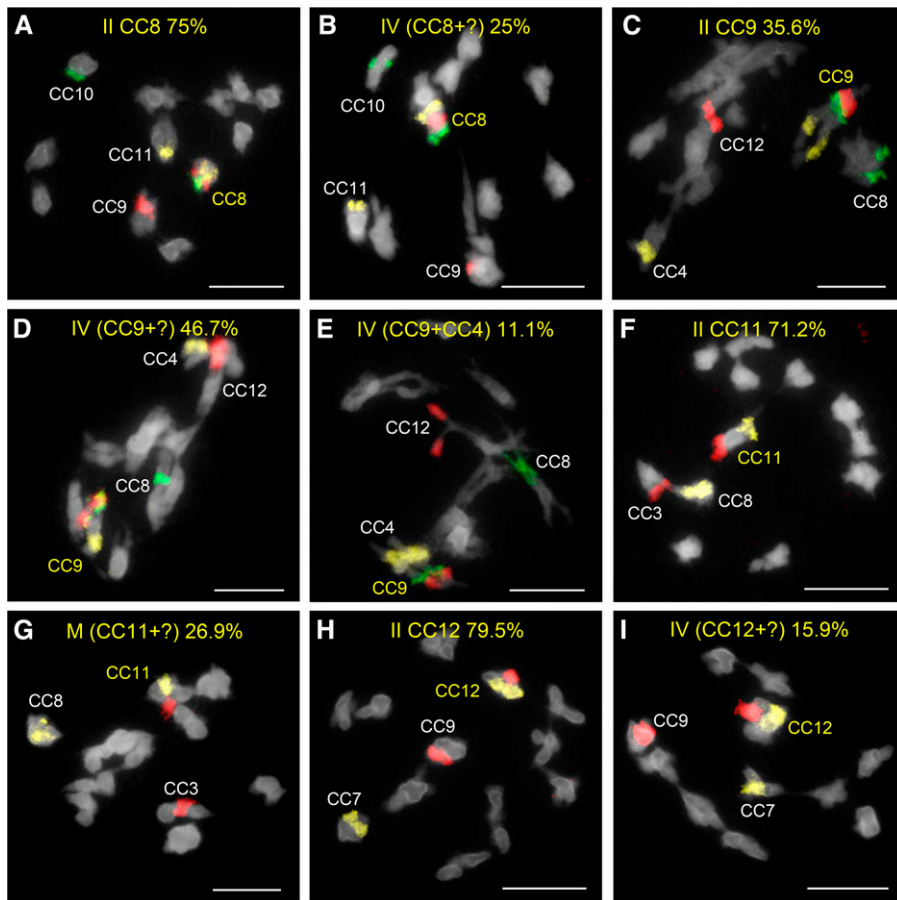 A
II CC8 75%
CC10
CC11
CC9
CC8
B
IV (CC8+?) 25%
CC10
CC8
CC11
CC9
C
II CC9 35.6%
CC9
CC12
CC8
CC4
D
IV (CC9+?) 46.7%
CC4
CC12
CC8
CC9
E
IV (CC9+CC4) 11.1%
CC12
CC8
CC4
CC9
F
II CC11 71.2%
CC11
CC3
CC8
G
M (CC11+?) 26.9%
CC11
CC8
CC3
H
II CC12 79.5%
CC12
CC9
CC7
I
IV (CC12+?) 15.9%
CC9
CC12
CC7